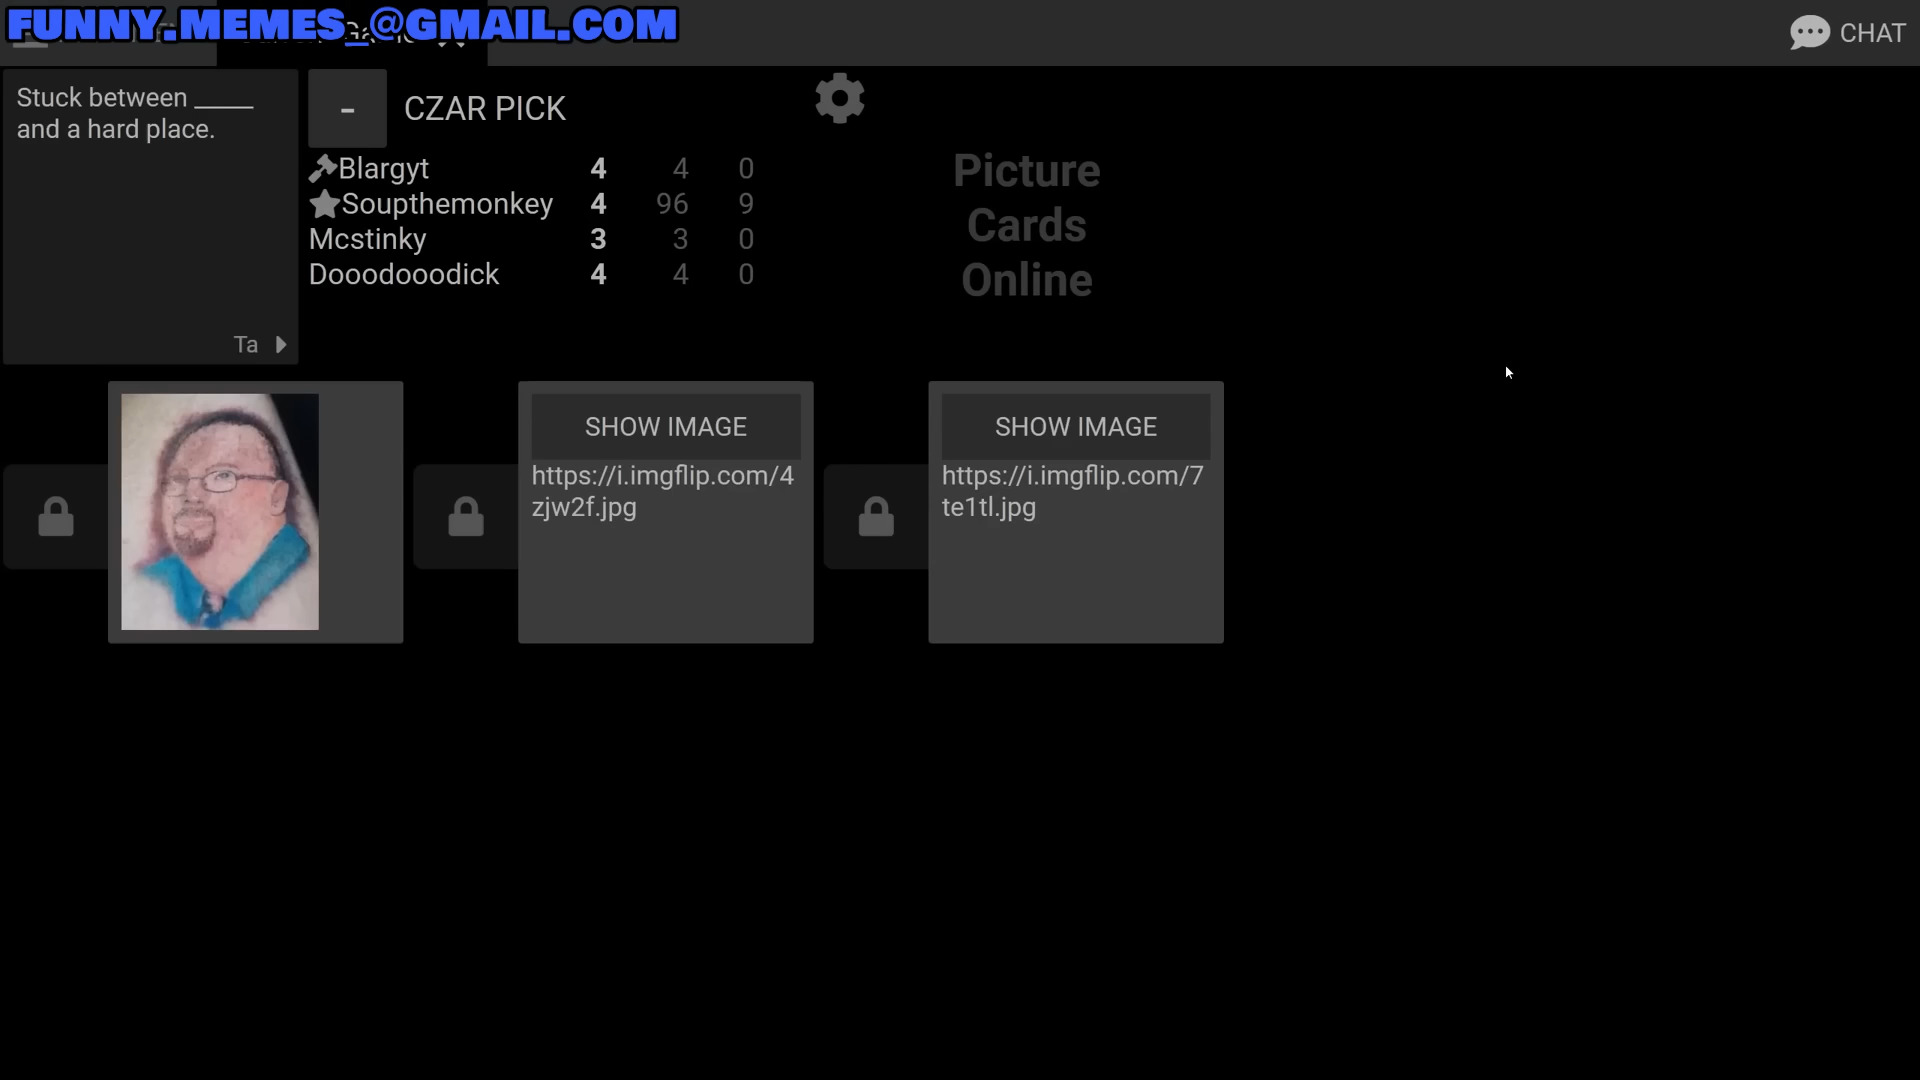 FUNNY.MEMES_@GMAIL.COM
CHAT
Stuck between _____
and a hard place.
Ta
-
CZAR PICK
Blargyt 4 4 0
Soupthemonkey 4 96 9
Mcstinky 3 3 0
Dooodooodick 4 4 0
Picture
Cards
Online
SHOW IMAGE
https://i.imgflip.com/4
zjw2f.jpg
SHOW IMAGE
https://i.imgflip.com/7
te1tl.jpg